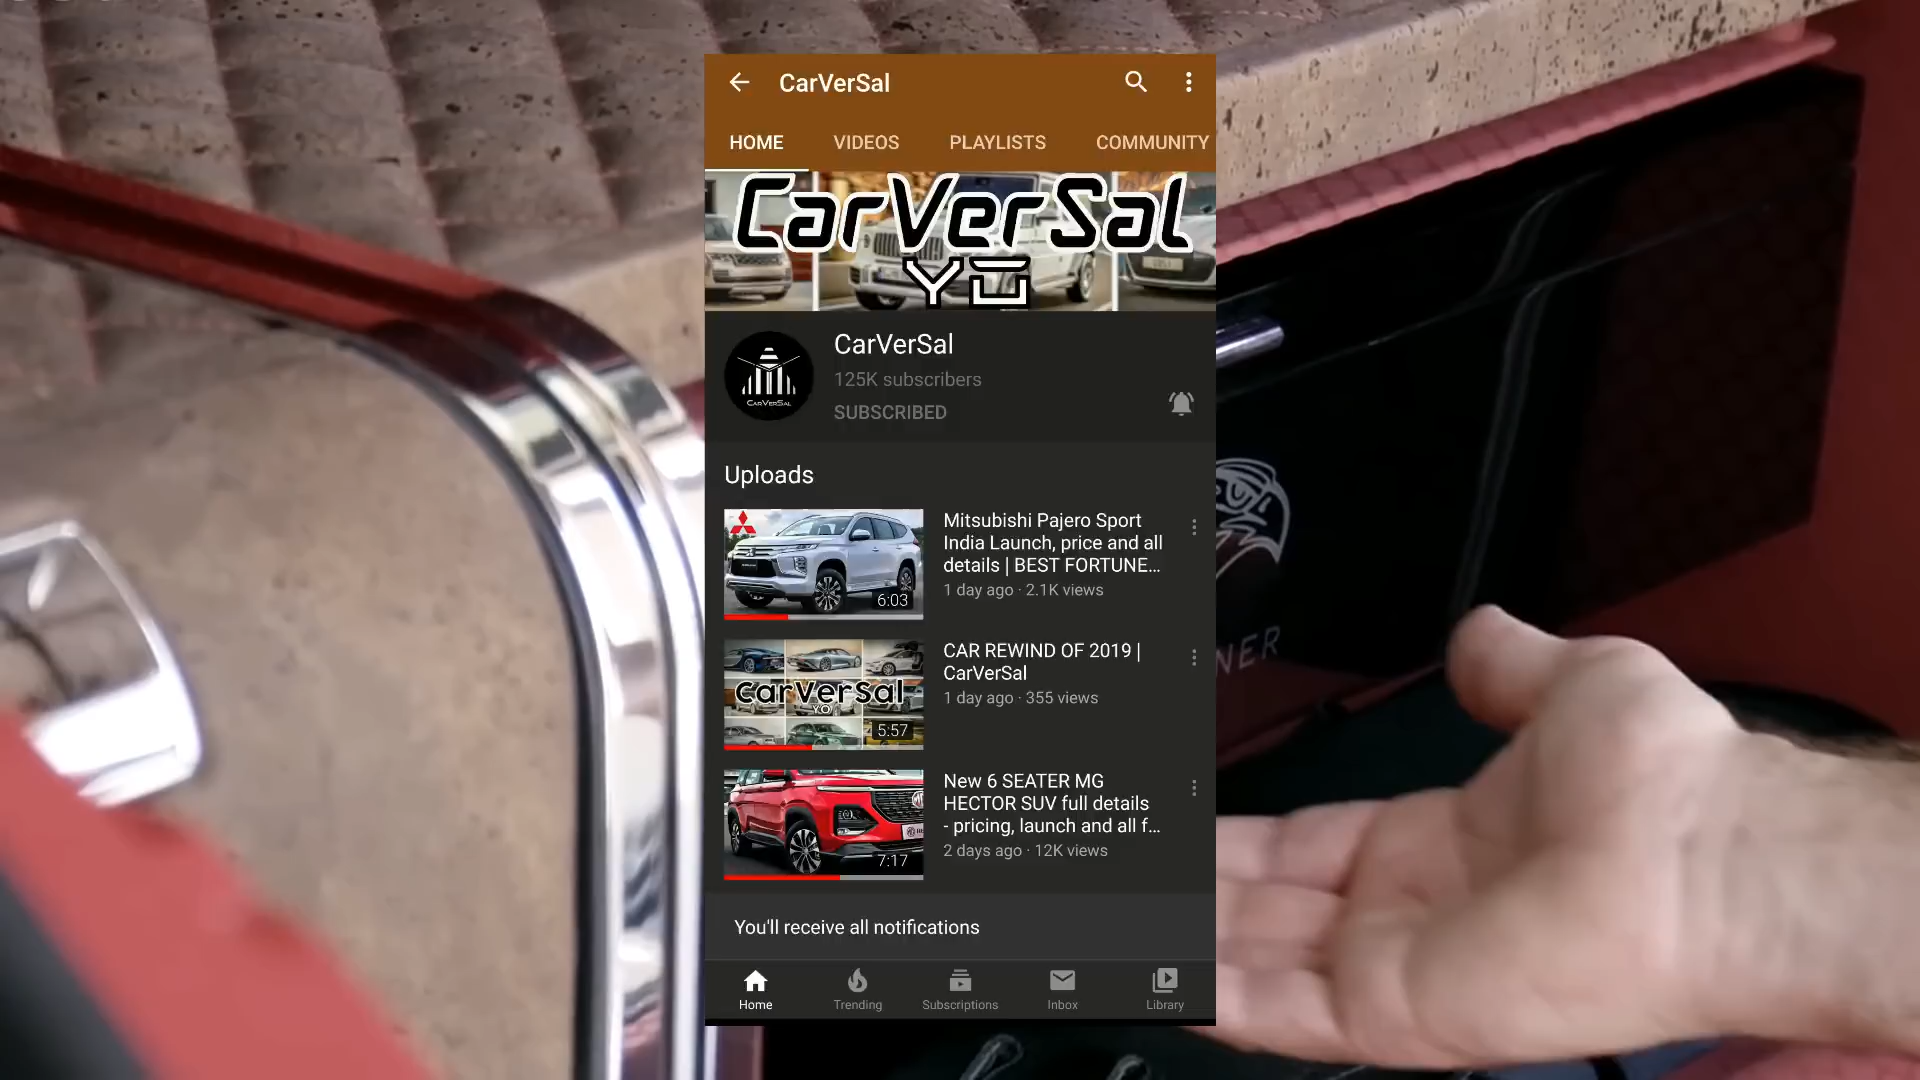 CarVerSal
HOME VIDEOS PLAYLISTS COMMUNITY
CarVerSal
YO
CarVerSal
125K subscribers
CARVERSAL
SUBSCRIBED
Uploads
Mitsubishi Pajero Sport
India Launch, price and all
details | BEST FORTUNE...
6:03
1 day ago · 2.1K views
CAR REWIND OF 2019 |
CarVerSal
CarVerSal
YO
5:57
1 day ago · 355 views
New 6 SEATER MG
HECTOR SUV full details
- pricing, launch and all f...
7:17
2 days ago · 12K views
NER
You'll receive all notifications
Home Trending Subscriptions Inbox Library